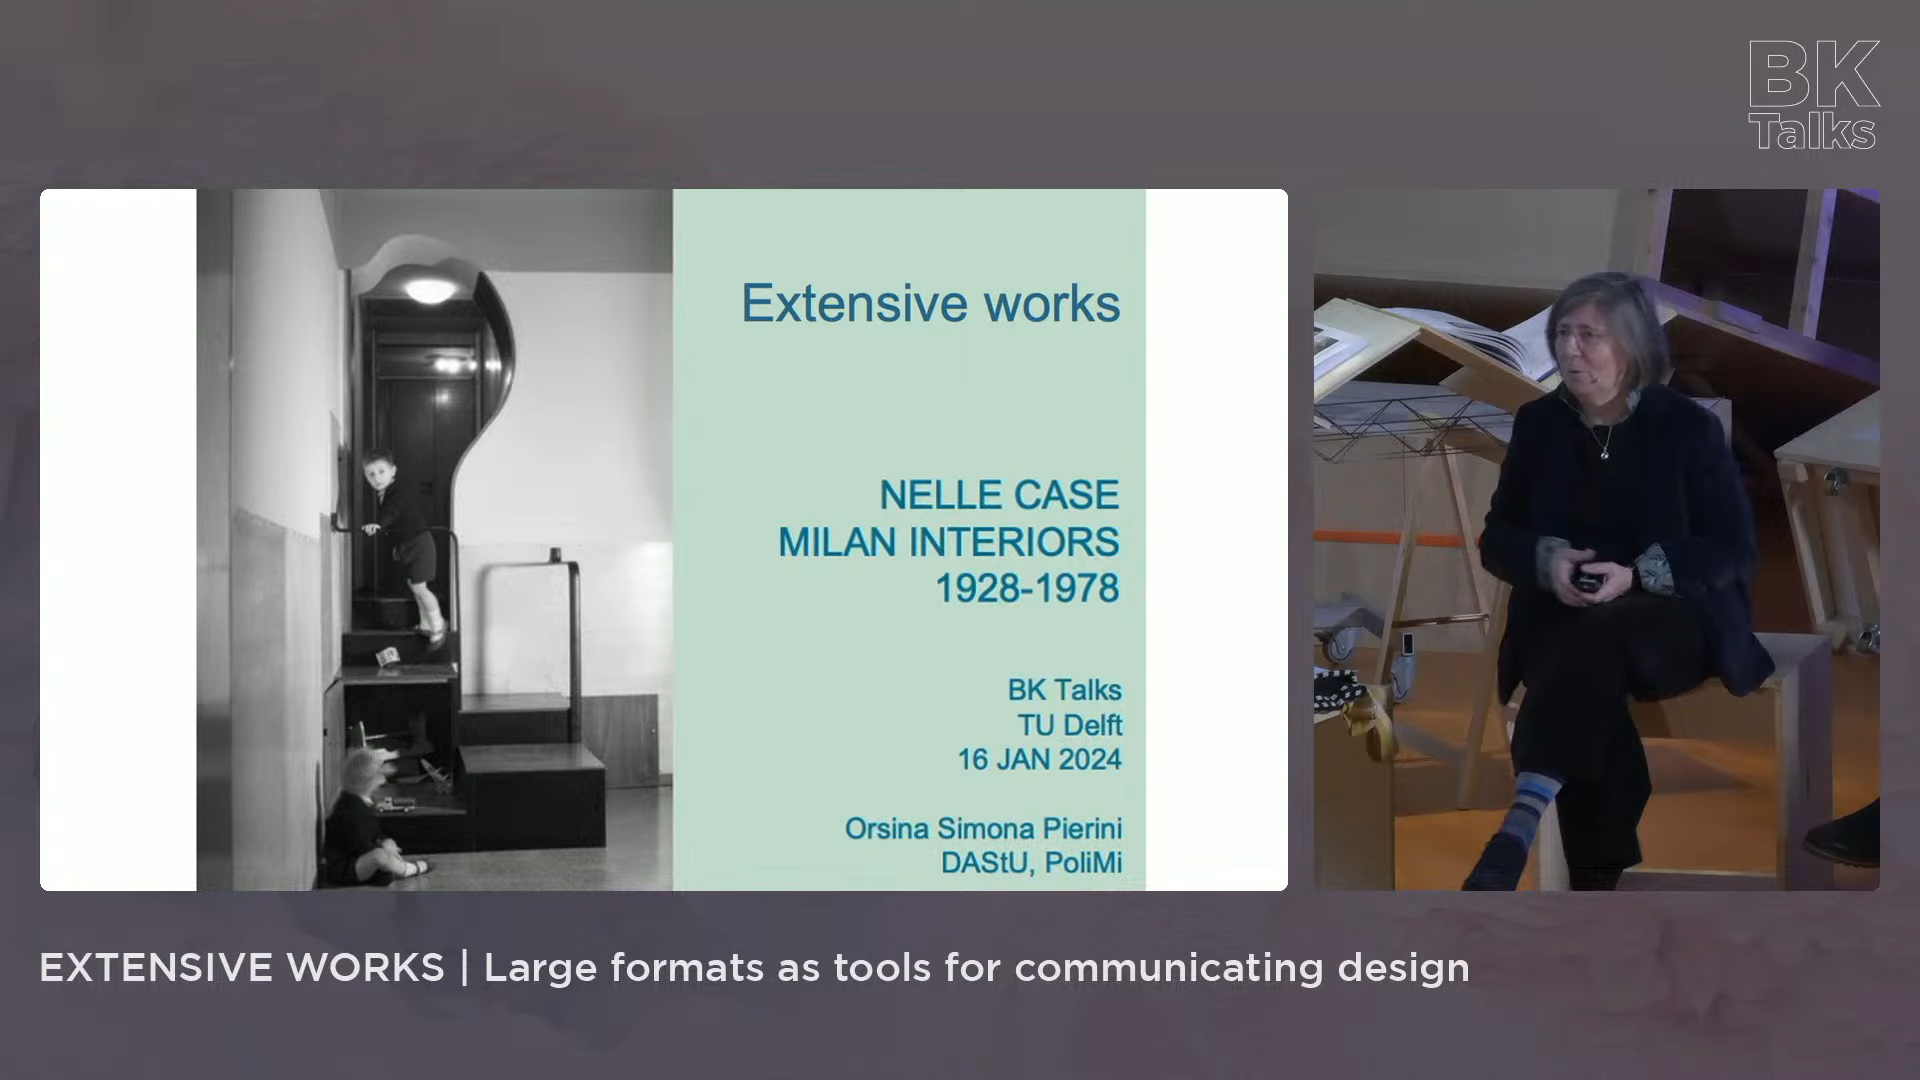 BK
Talks
Extensive works
NELLE CASE
MILAN INTERIORS
1928-1978
BK Talks
TU Delft
16 JAN 2024
Orsina Simona Pierini
DAStU, PoliMi
EXTENSIVE WORKS | Large formats as tools for communicating design